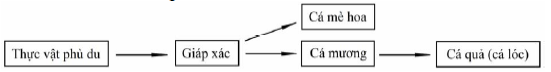 Cá mè hoa
Thực vật phù du
Giáp xác
Cá mương
Cá quả (cá lóc)